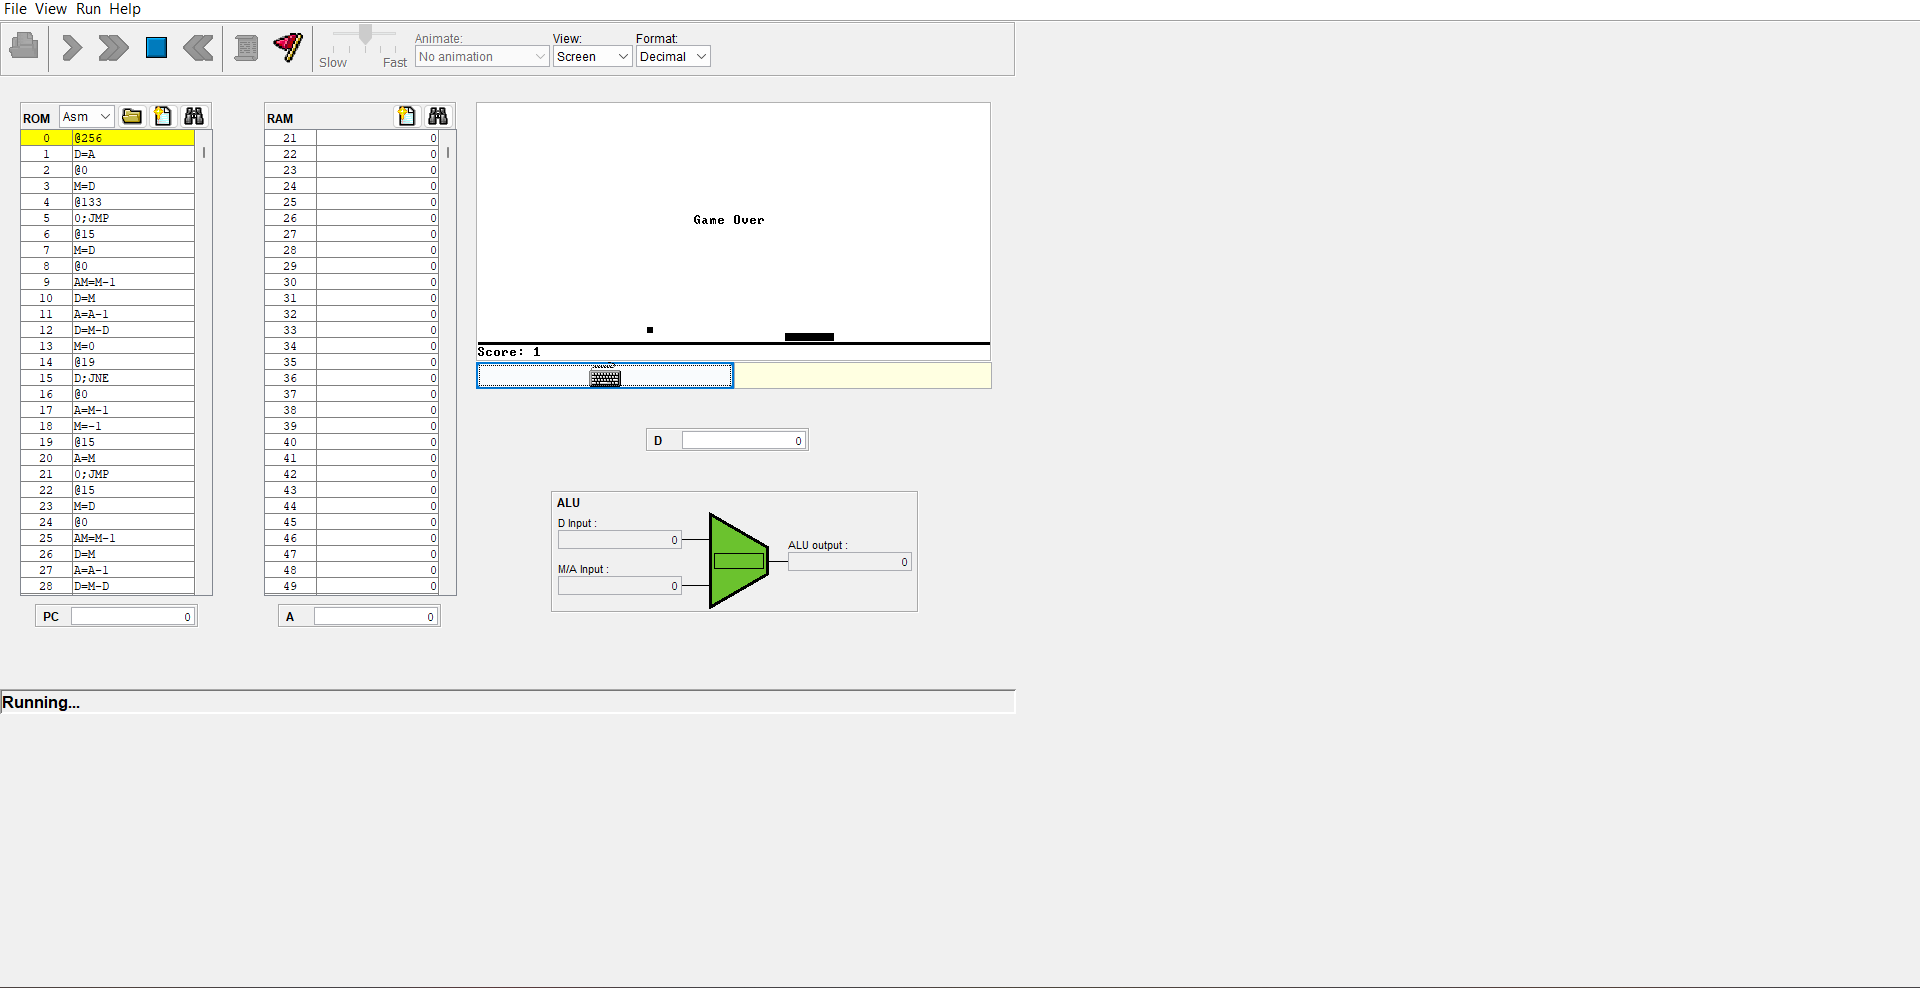 File View Run Help
Slow Fast
Animate:
No animation
View:
Screen
Format:
Decimal
ROM Asm
0 @256
1 D=A
2 @0
3 M=D
4 @133
5 0;JMP
6 @15
7 M=D
8 @0
9 AM=M-1
10 D=M
11 A=A-1
12 D=M-D
13 M=0
14 @19
15 D;JNE
16 @0
17 A=M-1
18 M=-1
19 @15
20 A=M
21 0;JMP
22 @15
23 M=D
24 @0
25 AM=M-1
26 D=M
27 A=A-1
28 D=M-D
PC 0
RAM
21 0
22 0
23 0
24 0
25 0
26 0
27 0
28 0
29 0
30 0
31 0
32 0
33 0
34 0
35 0
36 0
37 0
38 0
39 0
40 0
41 0
42 0
43 0
44 0
45 0
46 0
47 0
48 0
49 0
A 0
Game Over
Score: 1
D 0
ALU
D Input :
0
M/A Input :
0
ALU output :
0
Running...